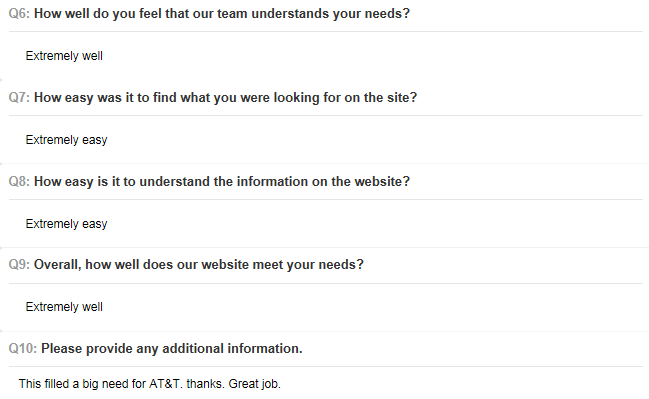 Q6: How well do you feel that our team understands your needs?
Extremely well
Q7: How easy was it to find what you were looking for on the site?
Extremely easy
Q8: How easy is it to understand the information on the website?
Extremely easy
Q9: Overall, how well does our website meet your needs?
Extremely well
Q10: Please provide any additional information.
This filled a big need for AT&T. thanks. Great job.